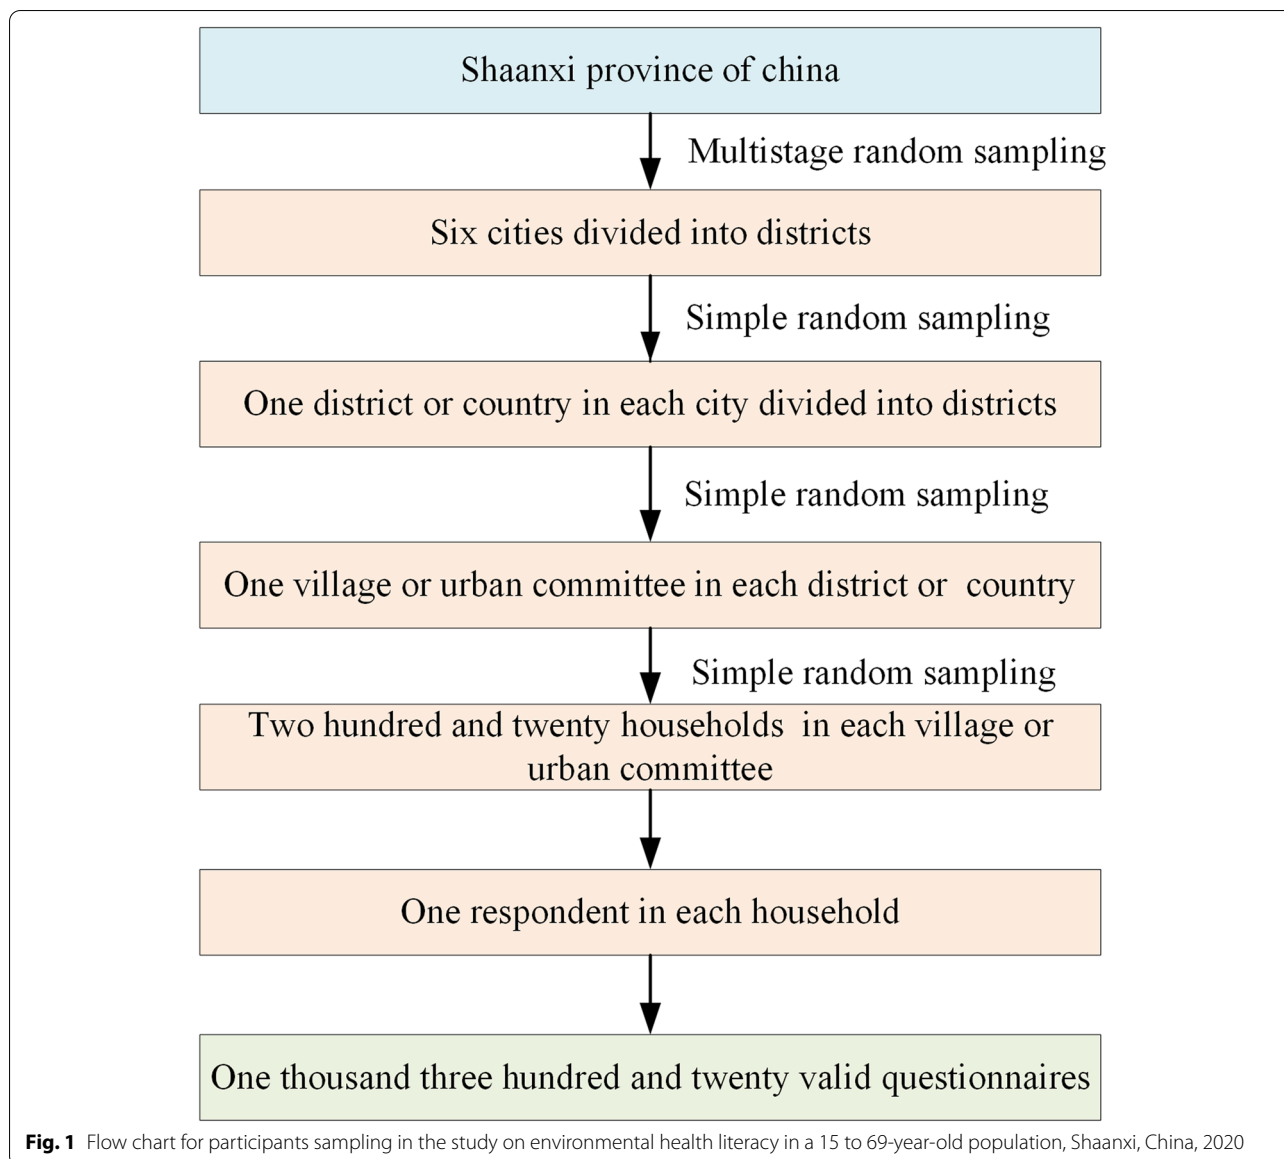 Shaanxi province of china
Multistage random sampling
Six cities divided into districts
Simple random sampling
One district or country in each city divided into districts
Simple random sampling
One village or urban committee in each district or country
Simple random sampling
Two hundred and twenty households in each village or
urban committee
One respondent in each household
One thousand three hundred and twenty valid questionnaires
Fig. 1 Flow chart for participants sampling in the study on environmental health literacy in a 15 to 69-year-old population, Shaanxi, China, 2020